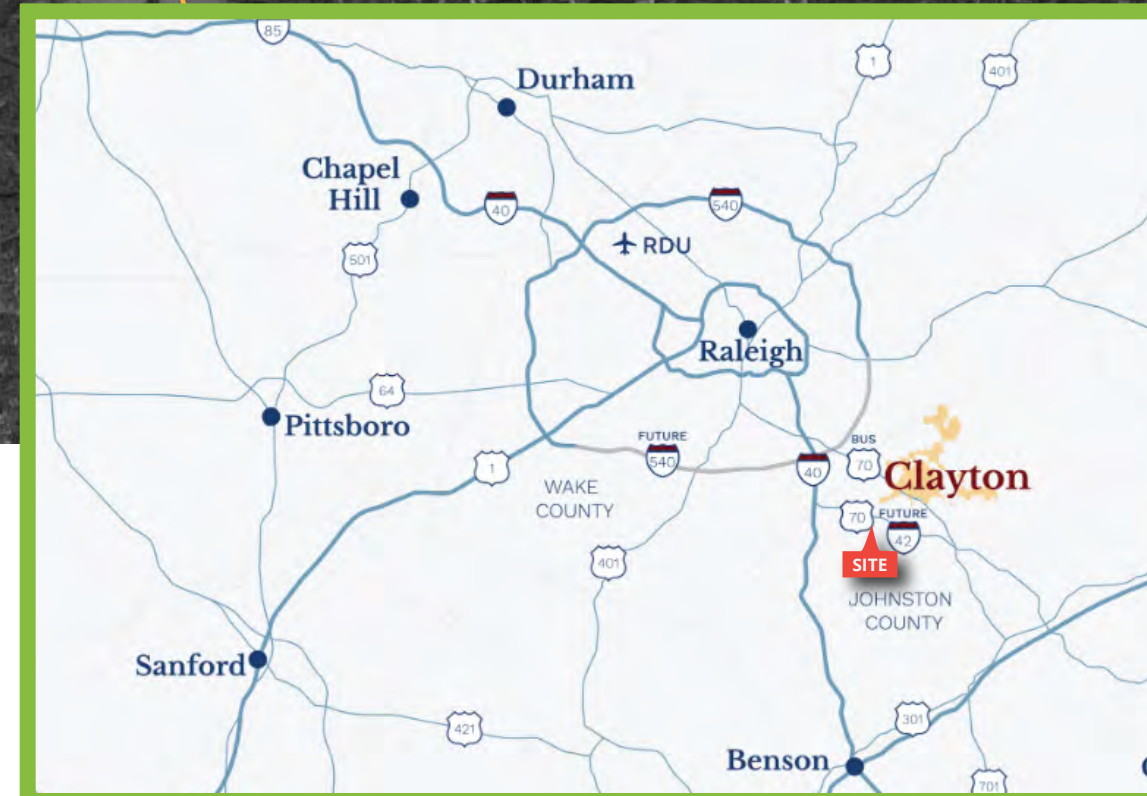 85
1
401
Durham
Chapel
Hill
40
540
RDU
501
Raleigh
64
Pittsboro
FUTURE
540
BUS
70
40
Clayton
1
WAKE
COUNTY
70
FUTURE
42
SITE
401
JOHNSTON
COUNTY
Sanford
421
301
Benson
701